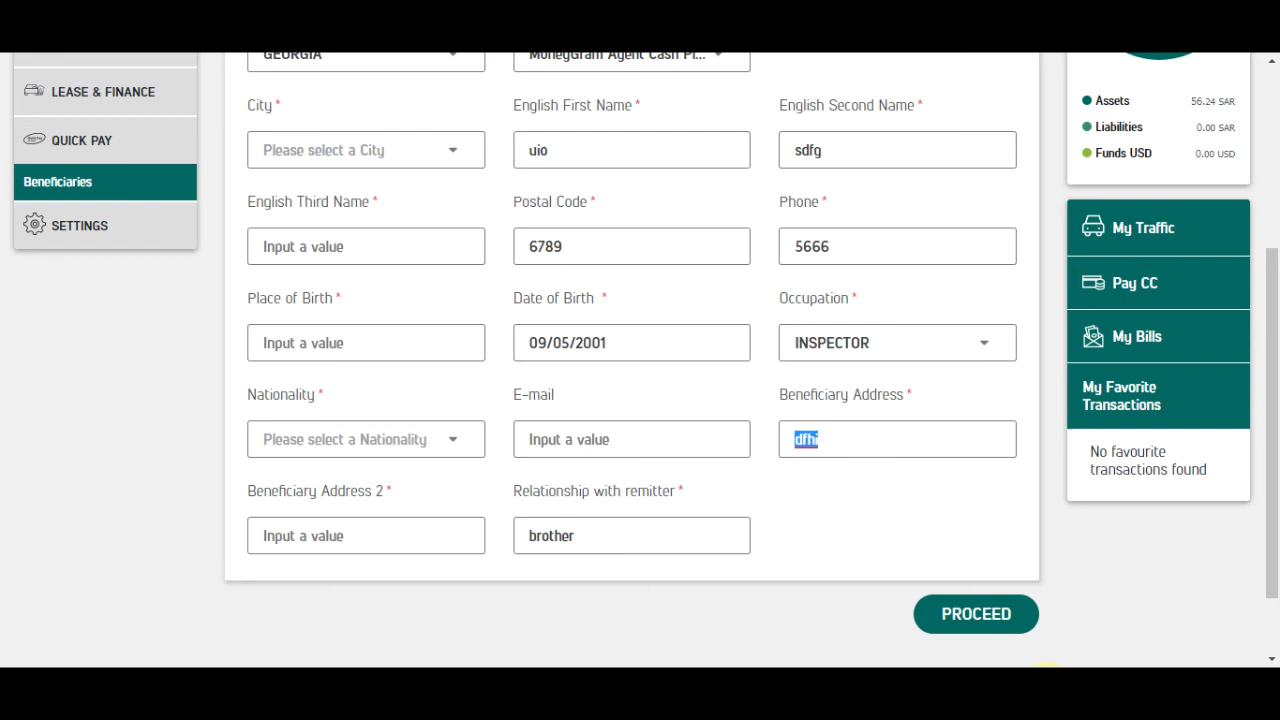 GEORGIA
MoneyGram Agent Cash Pi...
LEASE & FINANCE
QUICK PAY
Beneficiaries
SETTINGS
City *
English First Name *
English Second Name *
Please select a City
uio
sdfg
English Third Name *
Postal Code *
Phone *
Input a value
6789
5666
Place of Birth *
Date of Birth *
Occupation *
Input a value
09/05/2001
INSPECTOR
Nationality *
E-mail
Beneficiary Address *
Please select a Nationality
Input a value
dfhi
Beneficiary Address 2 *
Relationship with remitter *
Input a value
brother
PROCEED
Assets 56.24 SAR
Liabilities 0.00 SAR
Funds USD 0.00 USD
My Traffic
Pay CC
My Bills
My Favorite
Transactions
No favourite
transactions found